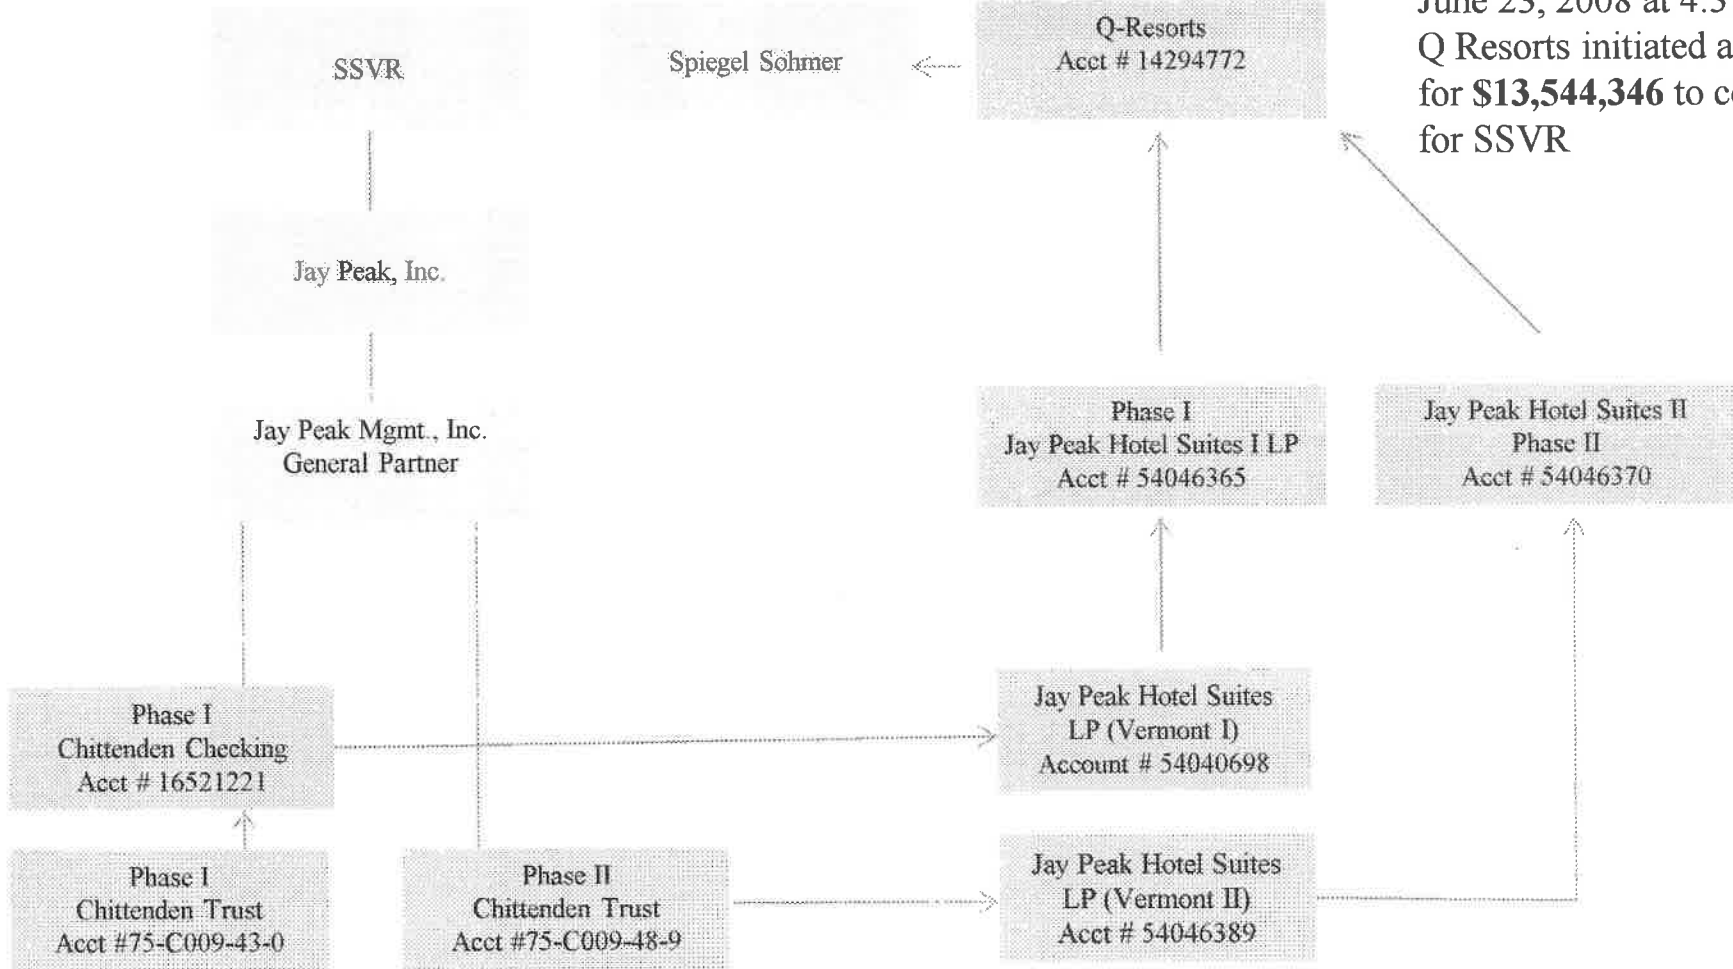 June 23, 2008 at
Q Resorts initiated a
for $13,544,346 to
for SSVR
Q-Resorts
Acct # 14294772
Spiegel Sohmer
SSVR
Jay Peak, Inc.
Jay Peak Mgmt., Inc.
General Partner
Phase I
Jay Peak Hotel Suites I LP
Acct # 54046365
Jay Peak Hotel Suites II
Phase II
Acct # 54046370
Phase I
Chittenden Checking
Acct # 16521221
Jay Peak Hotel Suites
LP (Vermont I)
Account # 54040698
Phase I
Chittenden Trust
Acct #75-C009-43-0
Phase II
Chittenden Trust
Acct #75-C009-48-9
Jay Peak Hotel Suites
LP (Vermont II)
Acct # 54046389